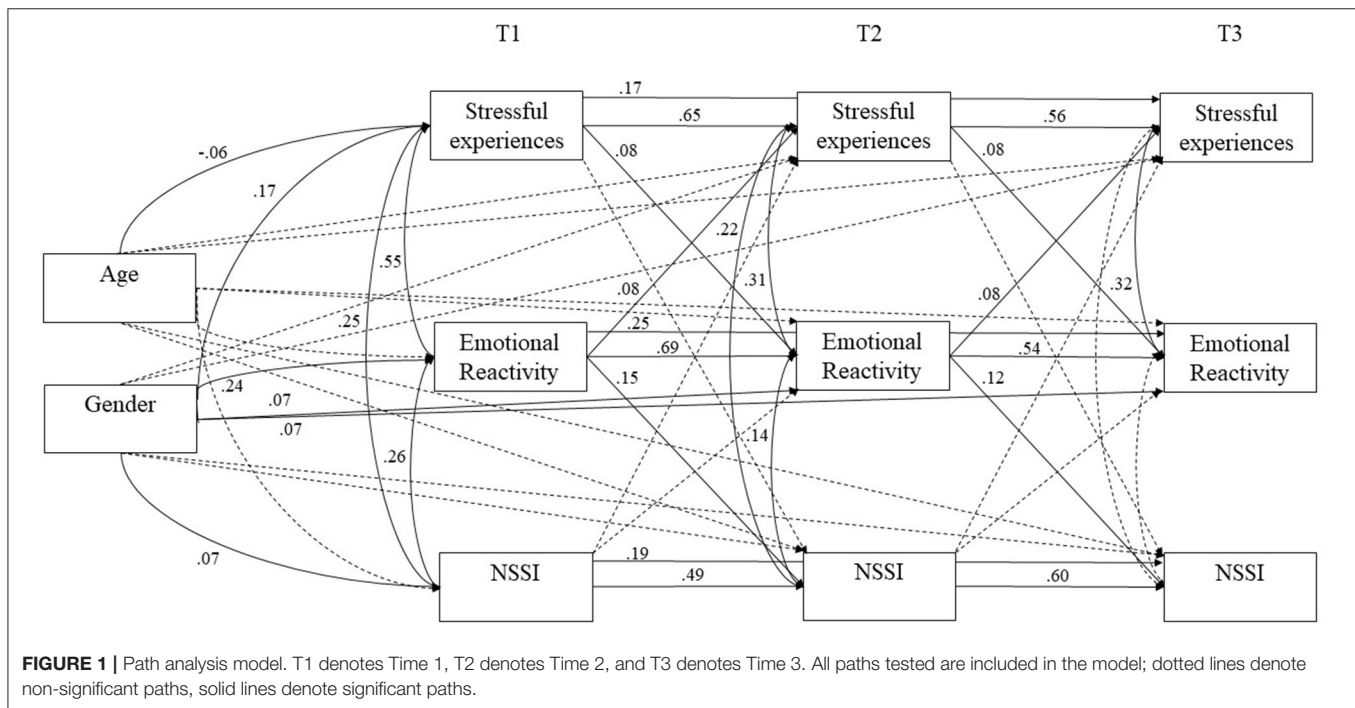 T1 T2 T3
.17
Stressful experiences
.65
Stressful experiences
.56
Stressful experiences
-.06
.08
.08
.17
.22
.55
.31
.32
Age
.08
.08
.25
.25
Emotional Reactivity
.69
Emotional Reactivity
.54
Emotional Reactivity
.24
.15
.12
Gender
.07
.07
.14
.26
.07
.19
NSSI
.49
NSSI
.60
NSSI
FIGURE 1 | Path analysis model. T1 denotes Time 1, T2 denotes Time 2, and T3 denotes Time 3. All paths tested are included in the model; dotted lines denote
non-significant paths, solid lines denote significant paths.